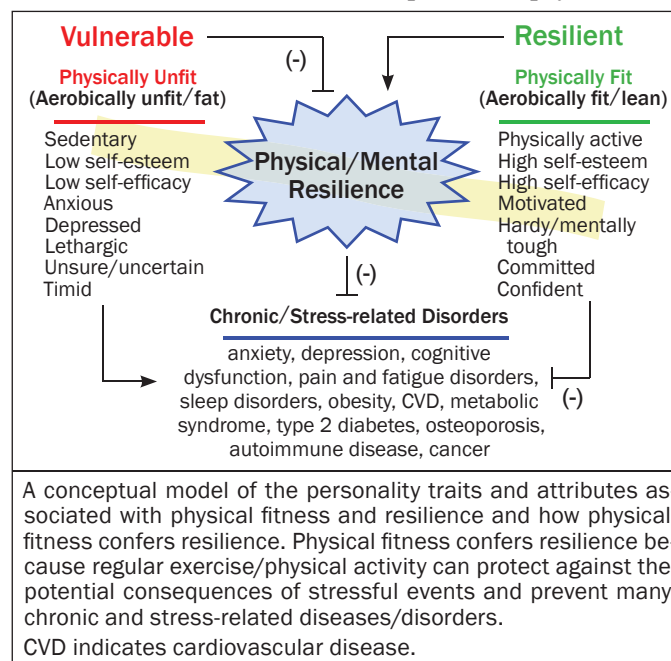 Vulnerable
Resilient
(-)
Physically Unfit
(Aerobically unfit/fat)
Physically Fit
(Aerobically fit/lean)
Sedentary
Low self-esteem
Low self-efficacy
Anxious
Depressed
Lethargic
Unsure/uncertain
Timid
Physical/Mental
Resilience
Physically active
High self-esteem
High self-efficacy
Motivated
Hardy/mentally
tough
Committed
Confident
(-)
Chronic/Stress-related Disorders
anxiety, depression, cognitive
dysfunction, pain and fatigue disorders,
sleep disorders, obesity, CVD, metabolic
syndrome, type 2 diabetes, osteoporosis,
autoimmune disease, cancer
(-)
A conceptual model of the personality traits and attributes as-
sociated with physical fitness and resilience and how physical
fitness confers resilience. Physical fitness confers resilience be-
cause regular exercise/physical activity can protect against the
potential consequences of stressful events and prevent many
chronic and stress-related diseases/disorders.
CVD indicates cardiovascular disease.